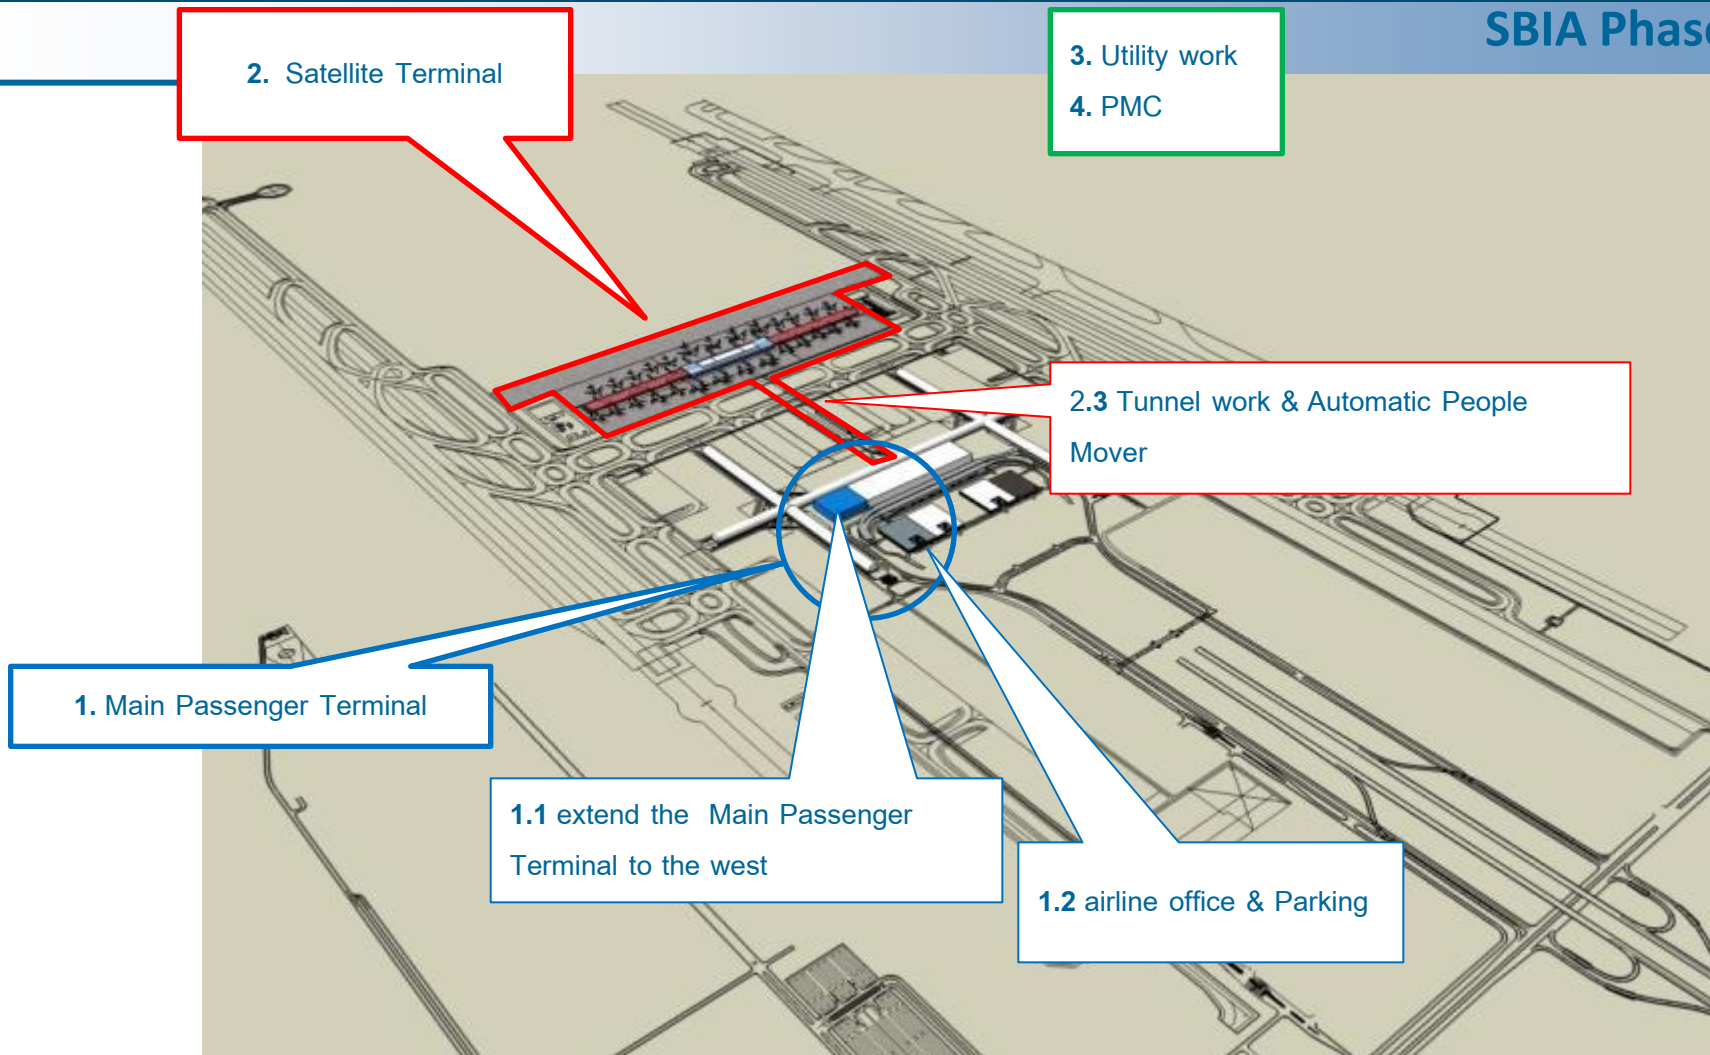 SBIA Phase
2. Satellite Terminal
3. Utility work
4. PMC
2.3 Tunnel work & Automatic People
Mover
1. Main Passenger Terminal
1.1 extend the Main Passenger
Terminal to the west
1.2 airline office & Parking